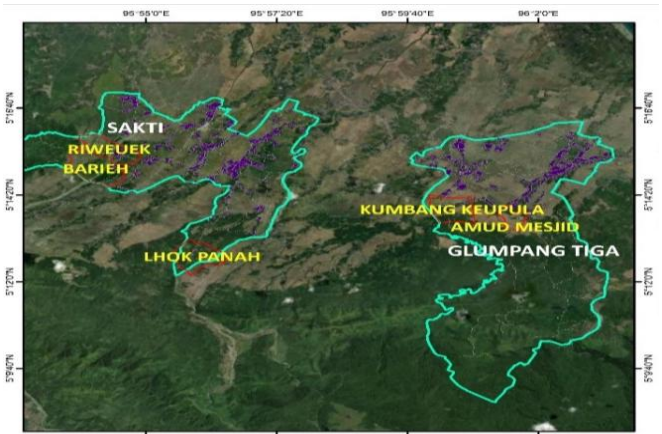 95°55'0"E 95°57'20"E 95°59'40"E 96°2'0"E
5°16'40"N 5°16'40"N
SAKTI
RIWEUEK
BARIEH
5°14'20"N 5°14'20"N
KUMBANG KEUPULA
AMUD MESJID
GLUMPANG TIGA
LHOK PANAH
5°12'0"N 5°12'0"N
5°9'40"N 5°9'40"N